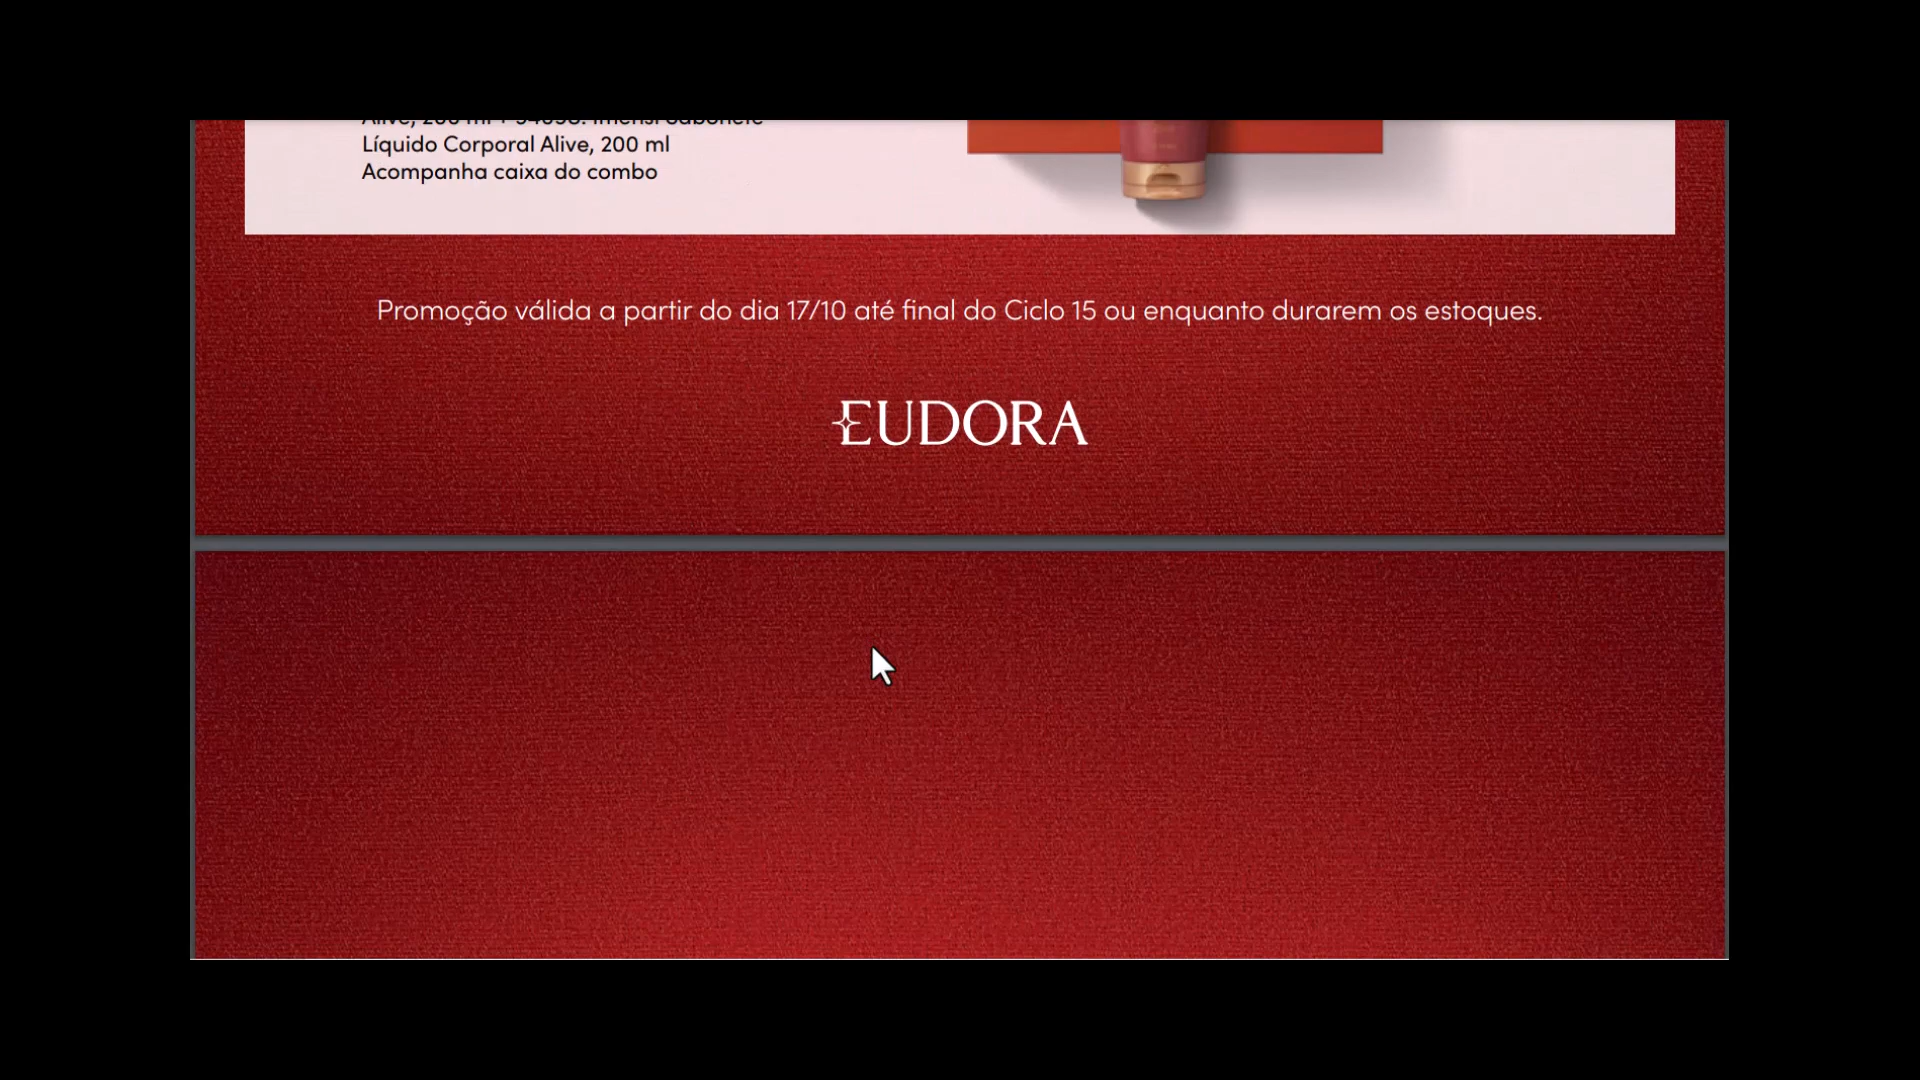 Líquido Corporal Alive, 200 ml
Acompanha caixa do combo
Promoção válida a partir do dia 17/10 até final do Ciclo 15 ou enquanto durarem os estoques.
EUDORA